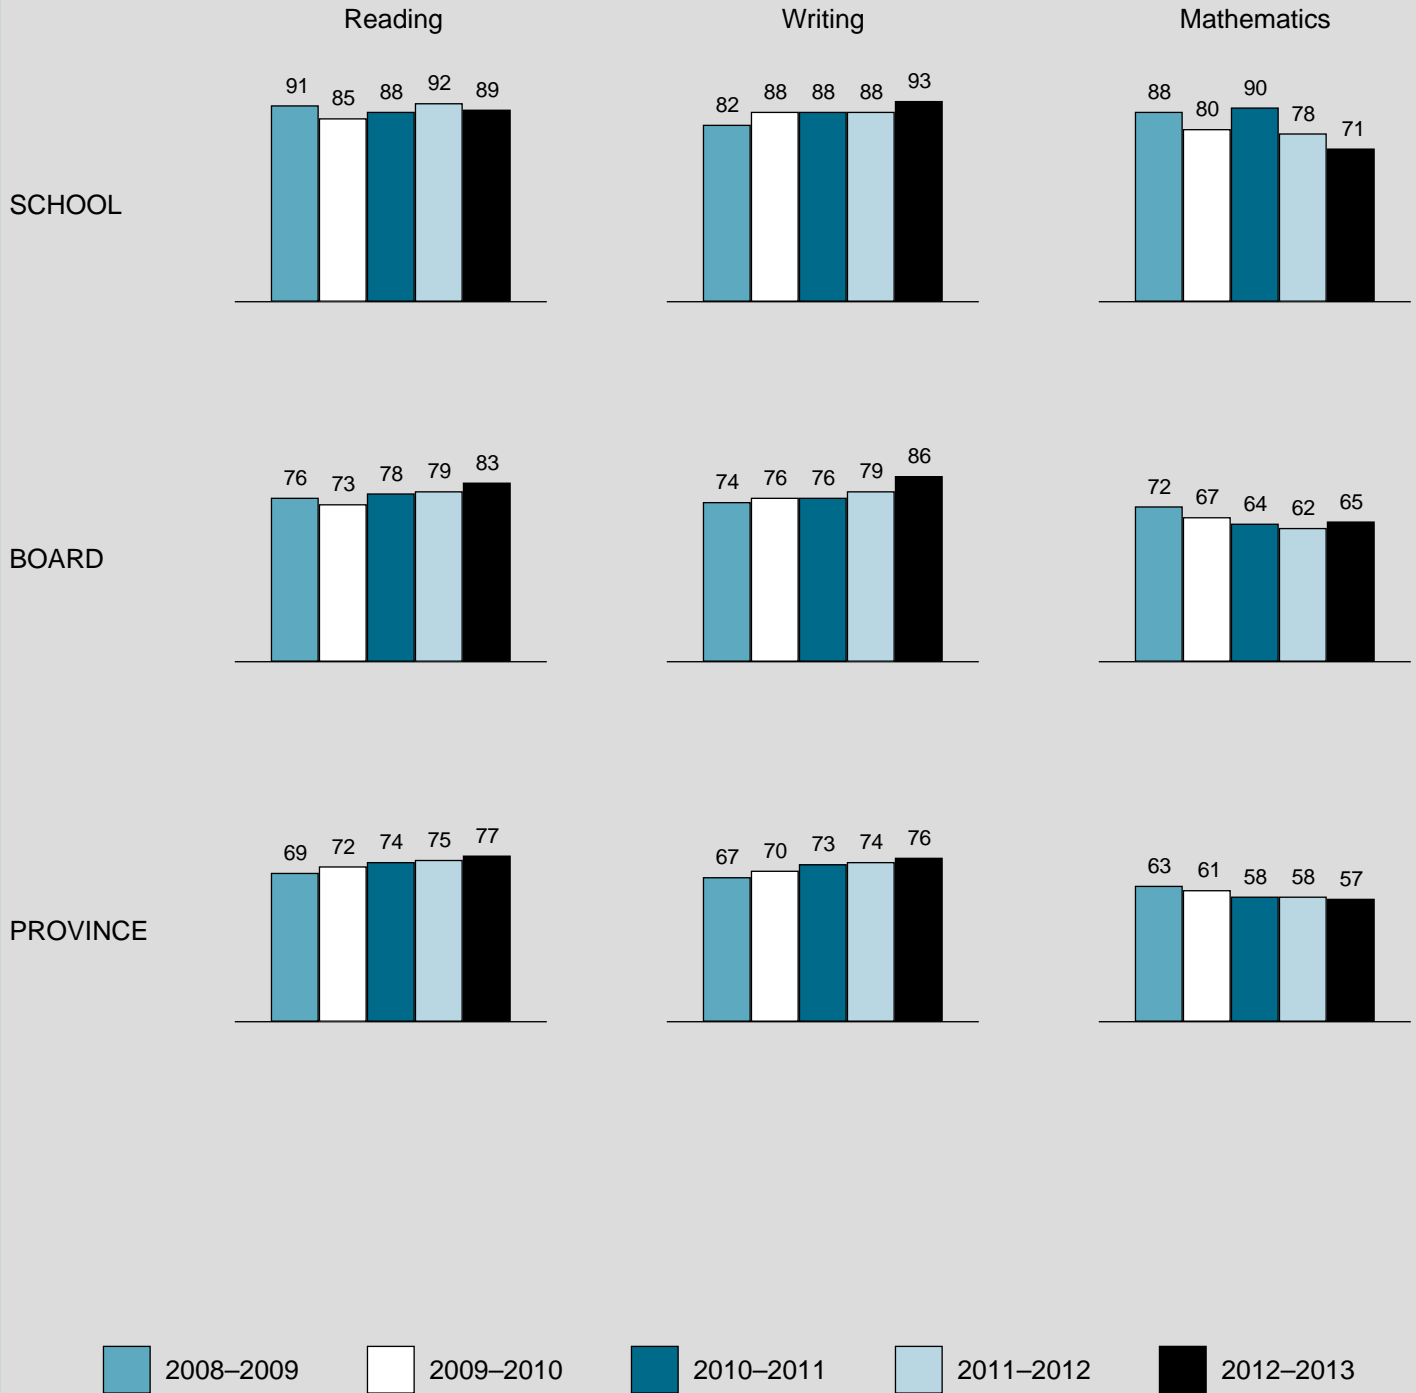 Reading Writing Mathematics
91 85 88 92 89 82 88 88 88 93 88 80 90 78 71
SCHOOL
76 73 78 79 83 74 76 76 79 86 72 67 64 62 65
BOARD
69 72 74 75 77 67 70 73 74 76 63 61 58 58 57
PROVINCE
2008–2009 2009–2010 2010–2011 2011–2012 2012–2013